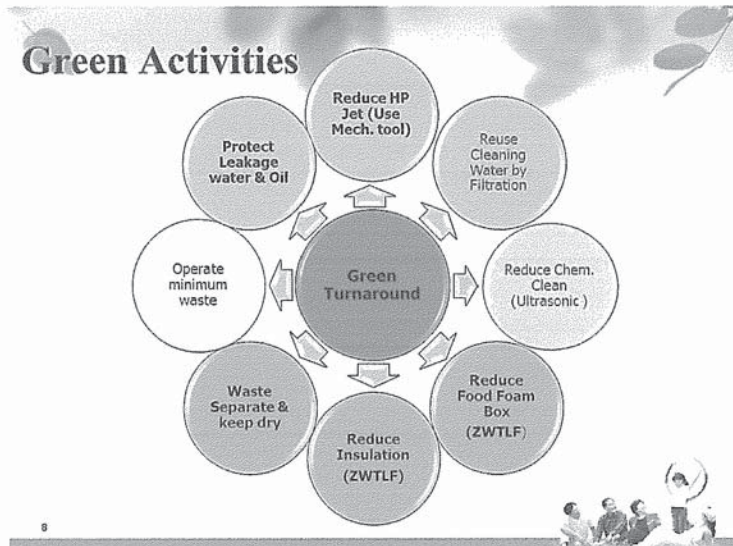 Green Activities
Reduce HP
Jet (Use
Mech. tool)
Reuse
Cleaning
Water by
Filtration
Reduce Chem.
Clean
(Ultrasonic )
Reduce
Food Foam
Box
(ZWTLF)
Reduce
Insulation
(ZWTLF)
Waste
Separate &
keep dry
Operate
minimum
waste
Protect
Leakage
water & Oil
Green
Turnaround
8